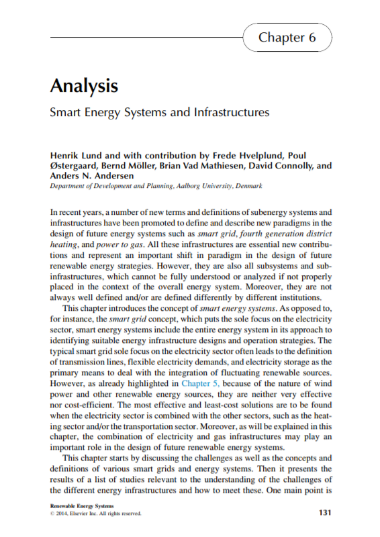 Chapter 6
Analysis
Smart Energy Systems and Infrastructures
Henrik Lund and with contribution by Frede Hvelplund, Poul
Østergaard, Bernd Möller, Brian Vad Mathiesen, David Connolly, and
Anders N. Andersen
Department of Development and Planning, Aalborg University, Denmark
In recent years, a number of new terms and definitions of subenergy systems and
infrastructures have been promoted to define and describe new paradigms in the
design of future energy systems such as smart grid, fourth generation district
heating, and power to gas. All these infrastructures are essential new contribu-
tions and represent an important shift in paradigm in the design of future
renewable energy strategies. However, they are also all subsystems and sub-
infrastructures, which cannot be fully understood or analyzed if not properly
placed in the context of the overall energy system. Moreover, they are not
always well defined and/or are defined differently by different institutions.
This chapter introduces the concept of smart energy systems. As opposed to,
for instance, the smart grid concept, which puts the sole focus on the electricity
sector, smart energy systems include the entire energy system in its approach to
identifying suitable energy infrastructure designs and operation strategies. The
typical smart grid sole focus on the electricity sector often leads to the definition
of transmission lines, flexible electricity demands, and electricity storage as the
primary means to deal with the integration of fluctuating renewable sources.
However, as already highlighted in Chapter 5, because of the nature of wind
power and other renewable energy sources, they are neither very effective
nor cost-efficient. The most effective and least-cost solutions are to be found
when the electricity sector is combined with the other sectors, such as the heat-
ing sector and/or the transportation sector. Moreover, as will be explained in this
chapter, the combination of electricity and gas infrastructures may play an
important role in the design of future renewable energy systems.
This chapter starts by discussing the challenges as well as the concepts and
definitions of various smart grids and energy systems. Then it presents the
results of a list of studies relevant to the understanding of the challenges of
the different energy infrastructures and how to meet these. One main point is
Renewable Energy Systems
© 2014, Elsevier Inc. All rights reserved.
131